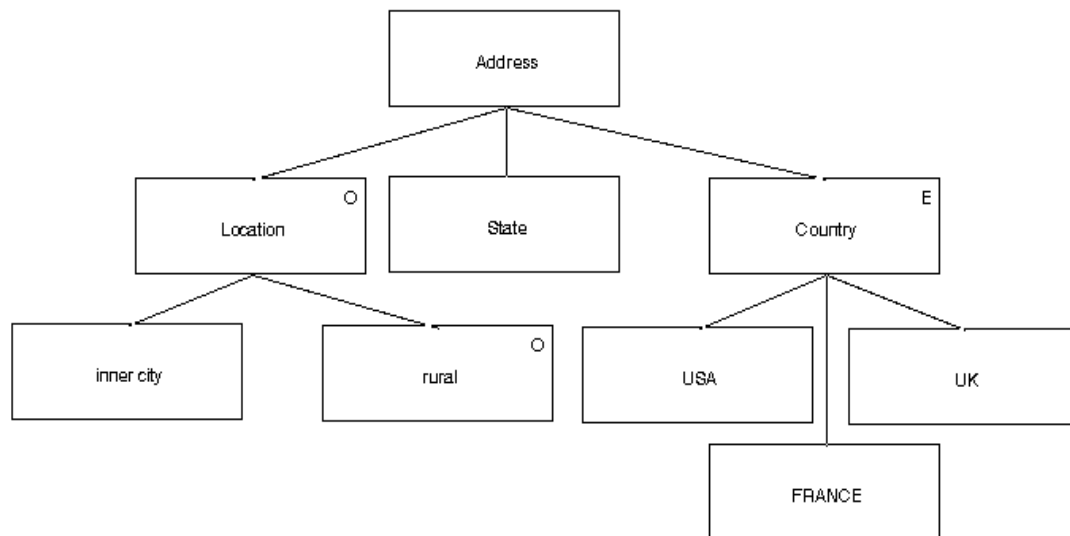 Address
O
Location
State
E
Country
inner city
O
rural
USA
UK
FRANCE